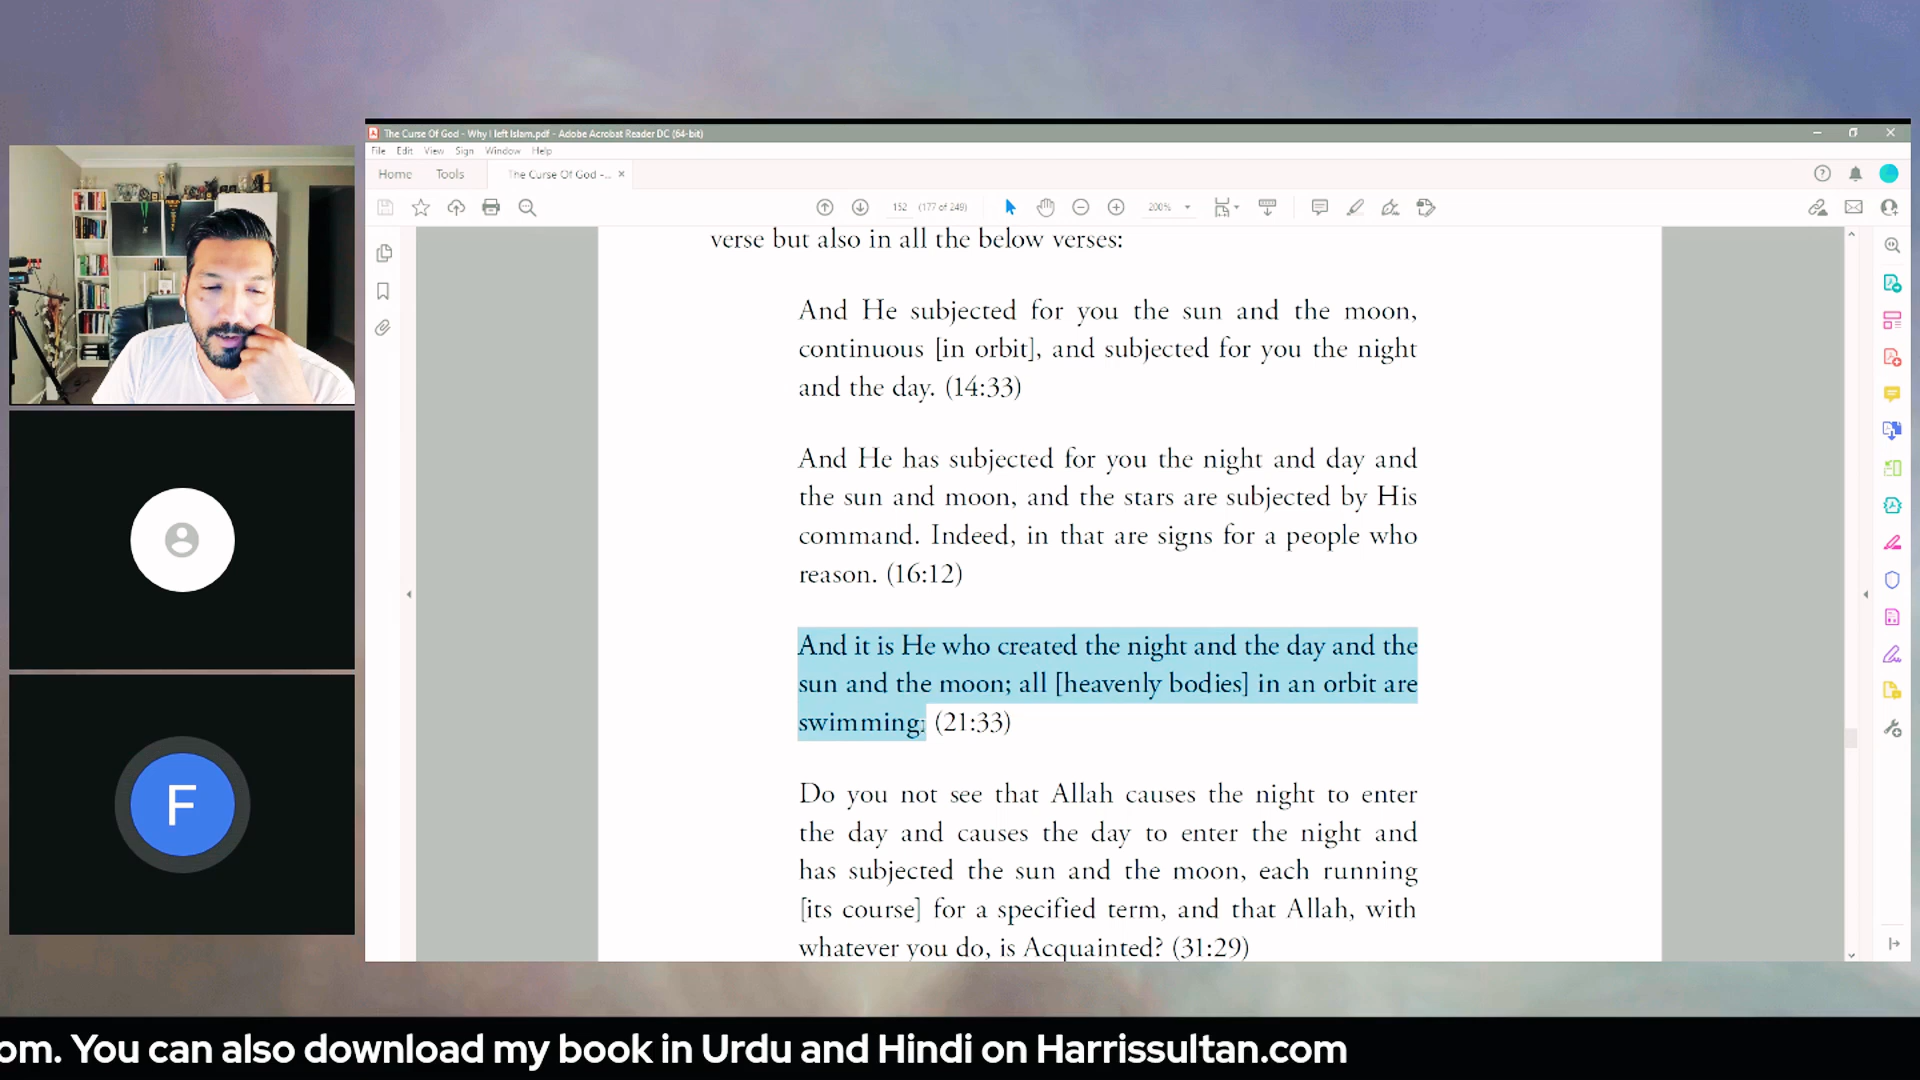 The Curse Of God - Why I left Islam.pdf - Adobe Acrobat Reader DC (64-bit)
File Edit View Sign Window Help
Home Tools The Curse Of God -... ×
152 (177 of 249) 200%
verse but also in all the below verses:
And He subjected for you the sun and the moon,
continuous [in orbit], and subjected for you the night
and the day. (14:33)
And He has subjected for you the night and day and
the sun and moon, and the stars are subjected by His
command. Indeed, in that are signs for a people who
reason. (16:12)
And it is He who created the night and the day and the
sun and the moon; all [heavenly bodies] in an orbit are
swimming; (21:33)
Do you not see that Allah causes the night to enter
the day and causes the day to enter the night and
has subjected the sun and the moon, each running
[its course] for a specified term, and that Allah, with
whatever you do, is Acquainted? (31:29)
F
om. You can also download my book in Urdu and Hindi on Harrissultan.com